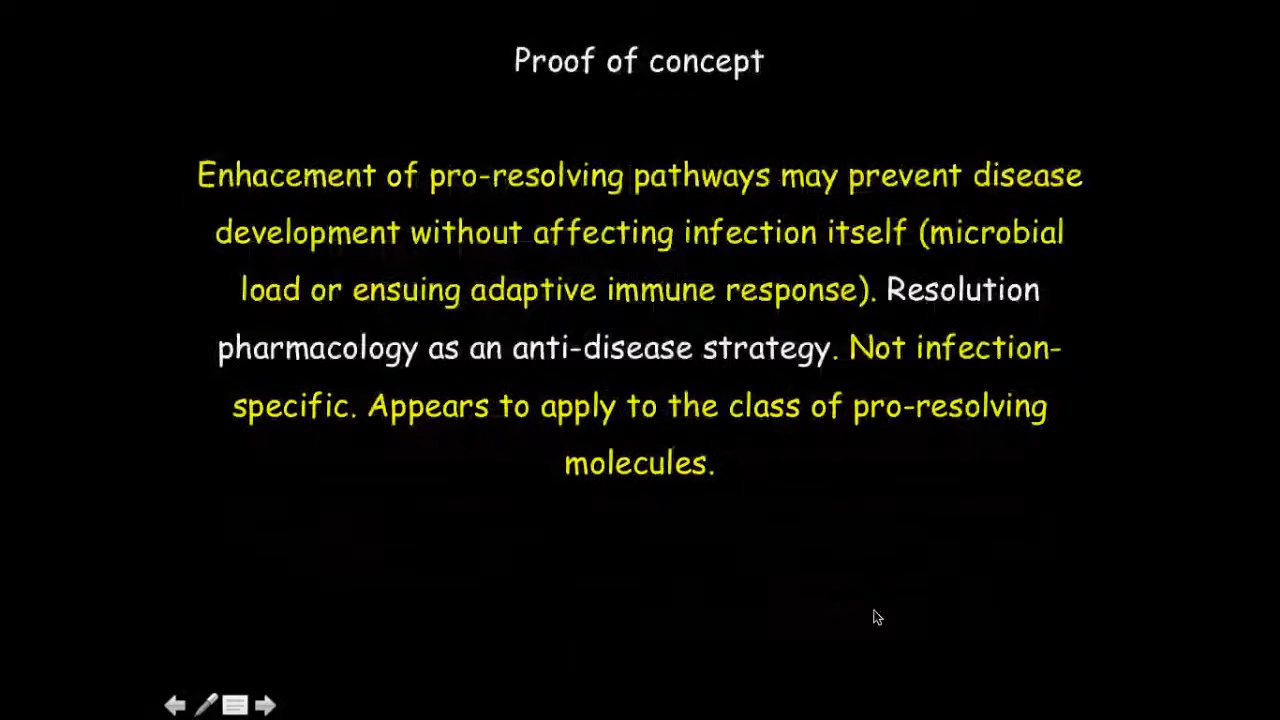 Proof of concept
Enhacement of pro-resolving pathways may prevent disease
development without affecting infection itself (microbial
load or ensuing adaptive immune response). Resolution
pharmacology as an anti-disease strategy. Not infection-
specific. Appears to apply to the class of pro-resolving
molecules.